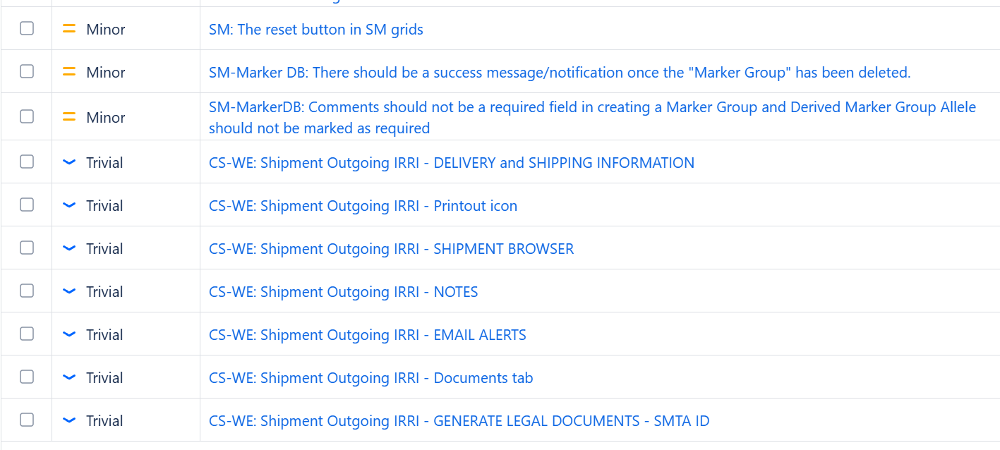 Minor SM: The reset button in SM grids
Minor SM-Marker DB: There should be a success message/notification once the "Marker Group" has been deleted.
Minor SM-MarkerDB: Comments should not be a required field in creating a Marker Group and Derived Marker Group Allele
should not be marked as required
Trivial CS-WE: Shipment Outgoing IRRI - DELIVERY and SHIPPING INFORMATION
Trivial CS-WE: Shipment Outgoing IRRI - Printout icon
Trivial CS-WE: Shipment Outgoing IRRI - SHIPMENT BROWSER
Trivial CS-WE: Shipment Outgoing IRRI - NOTES
Trivial CS-WE: Shipment Outgoing IRRI - EMAIL ALERTS
Trivial CS-WE: Shipment Outgoing IRRI - Documents tab
Trivial CS-WE: Shipment Outgoing IRRI - GENERATE LEGAL DOCUMENTS - SMTA ID